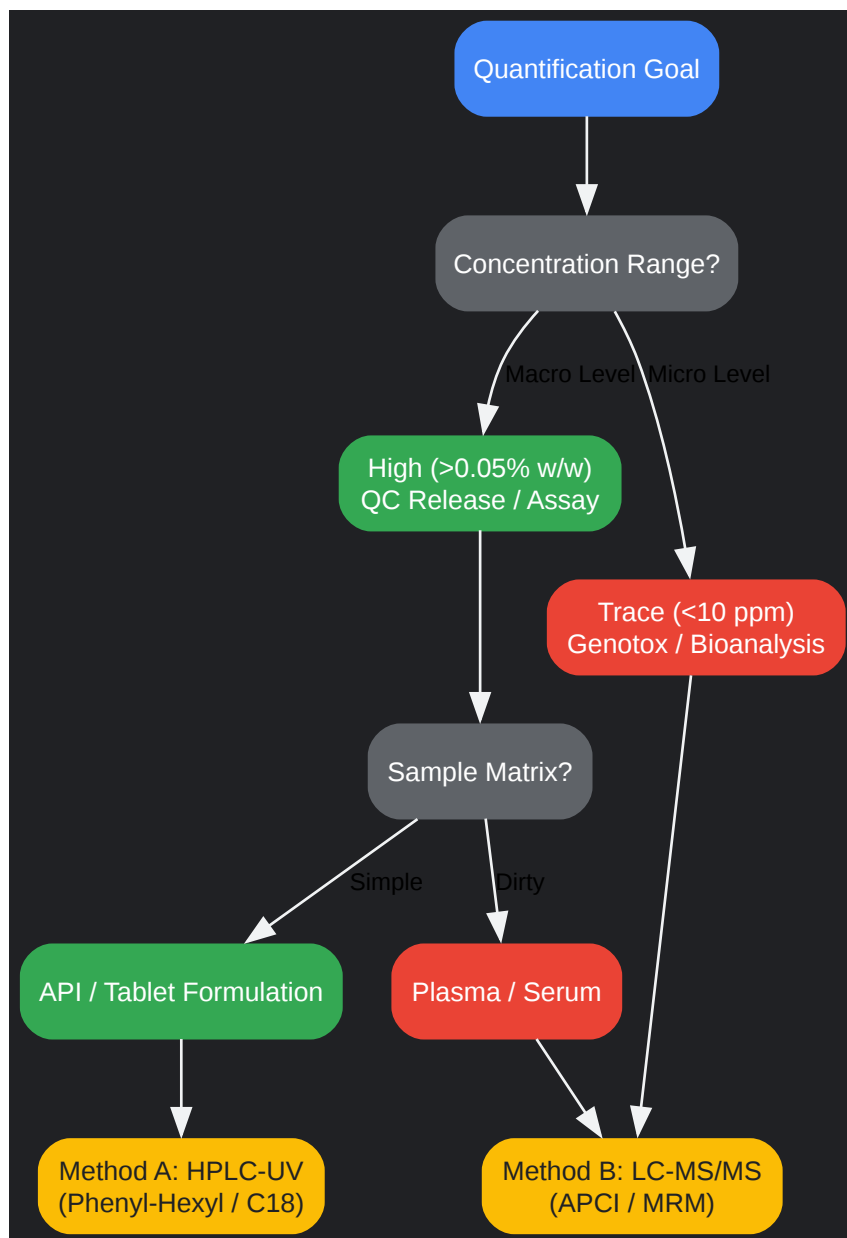 Quantification Goal
Concentration Range?
Macro Level
Micro Level
High (>0.05% w/w)
QC Release / Assay
Trace (<10 ppm)
Genotox / Bioanalysis
Sample Matrix?
Simple
Dirty
API / Tablet Formulation
Plasma / Serum
Method A: HPLC-UV
(Phenyl-Hexyl / C18)
Method B: LC-MS/MS
(APCI / MRM)